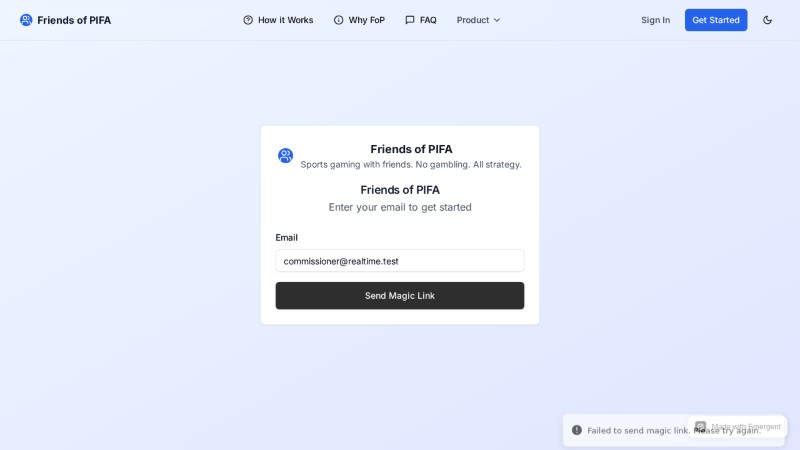 Friends of PIFA
How it Works
Why FoP
FAQ
Product
Sign In
Get Started
Friends of PIFA
Sports gaming with friends. No gambling. All strategy.
Friends of PIFA
Enter your email to get started
Email
commissioner@realtime.test
Send Magic Link
Failed to send magic link. Please try again.
Made with Emergent